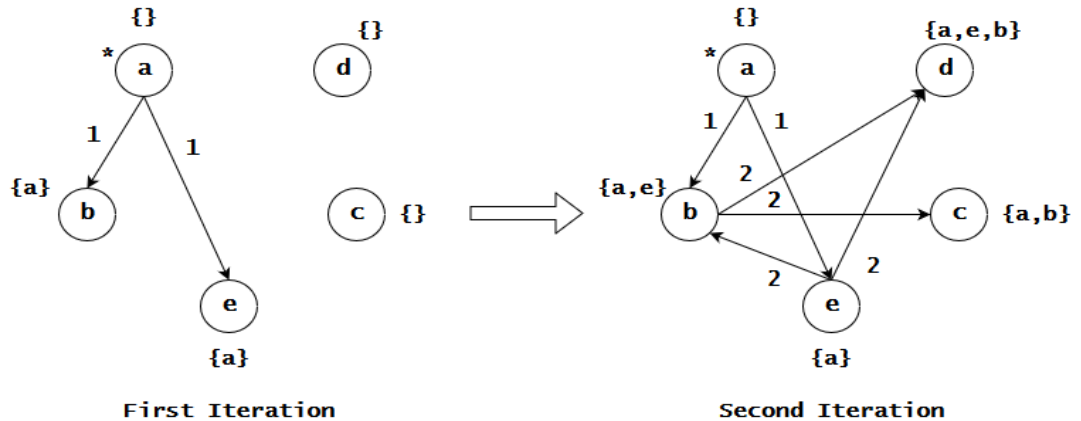 {}
*
a
{}
d
1
1
{a}
b
c
{}
e
{a}
First Iteration
{}
*
a
{a,e,b}
d
1
1
{a,e}
b
2
2
c
{a,b}
2
2
e
{a}
Second Iteration